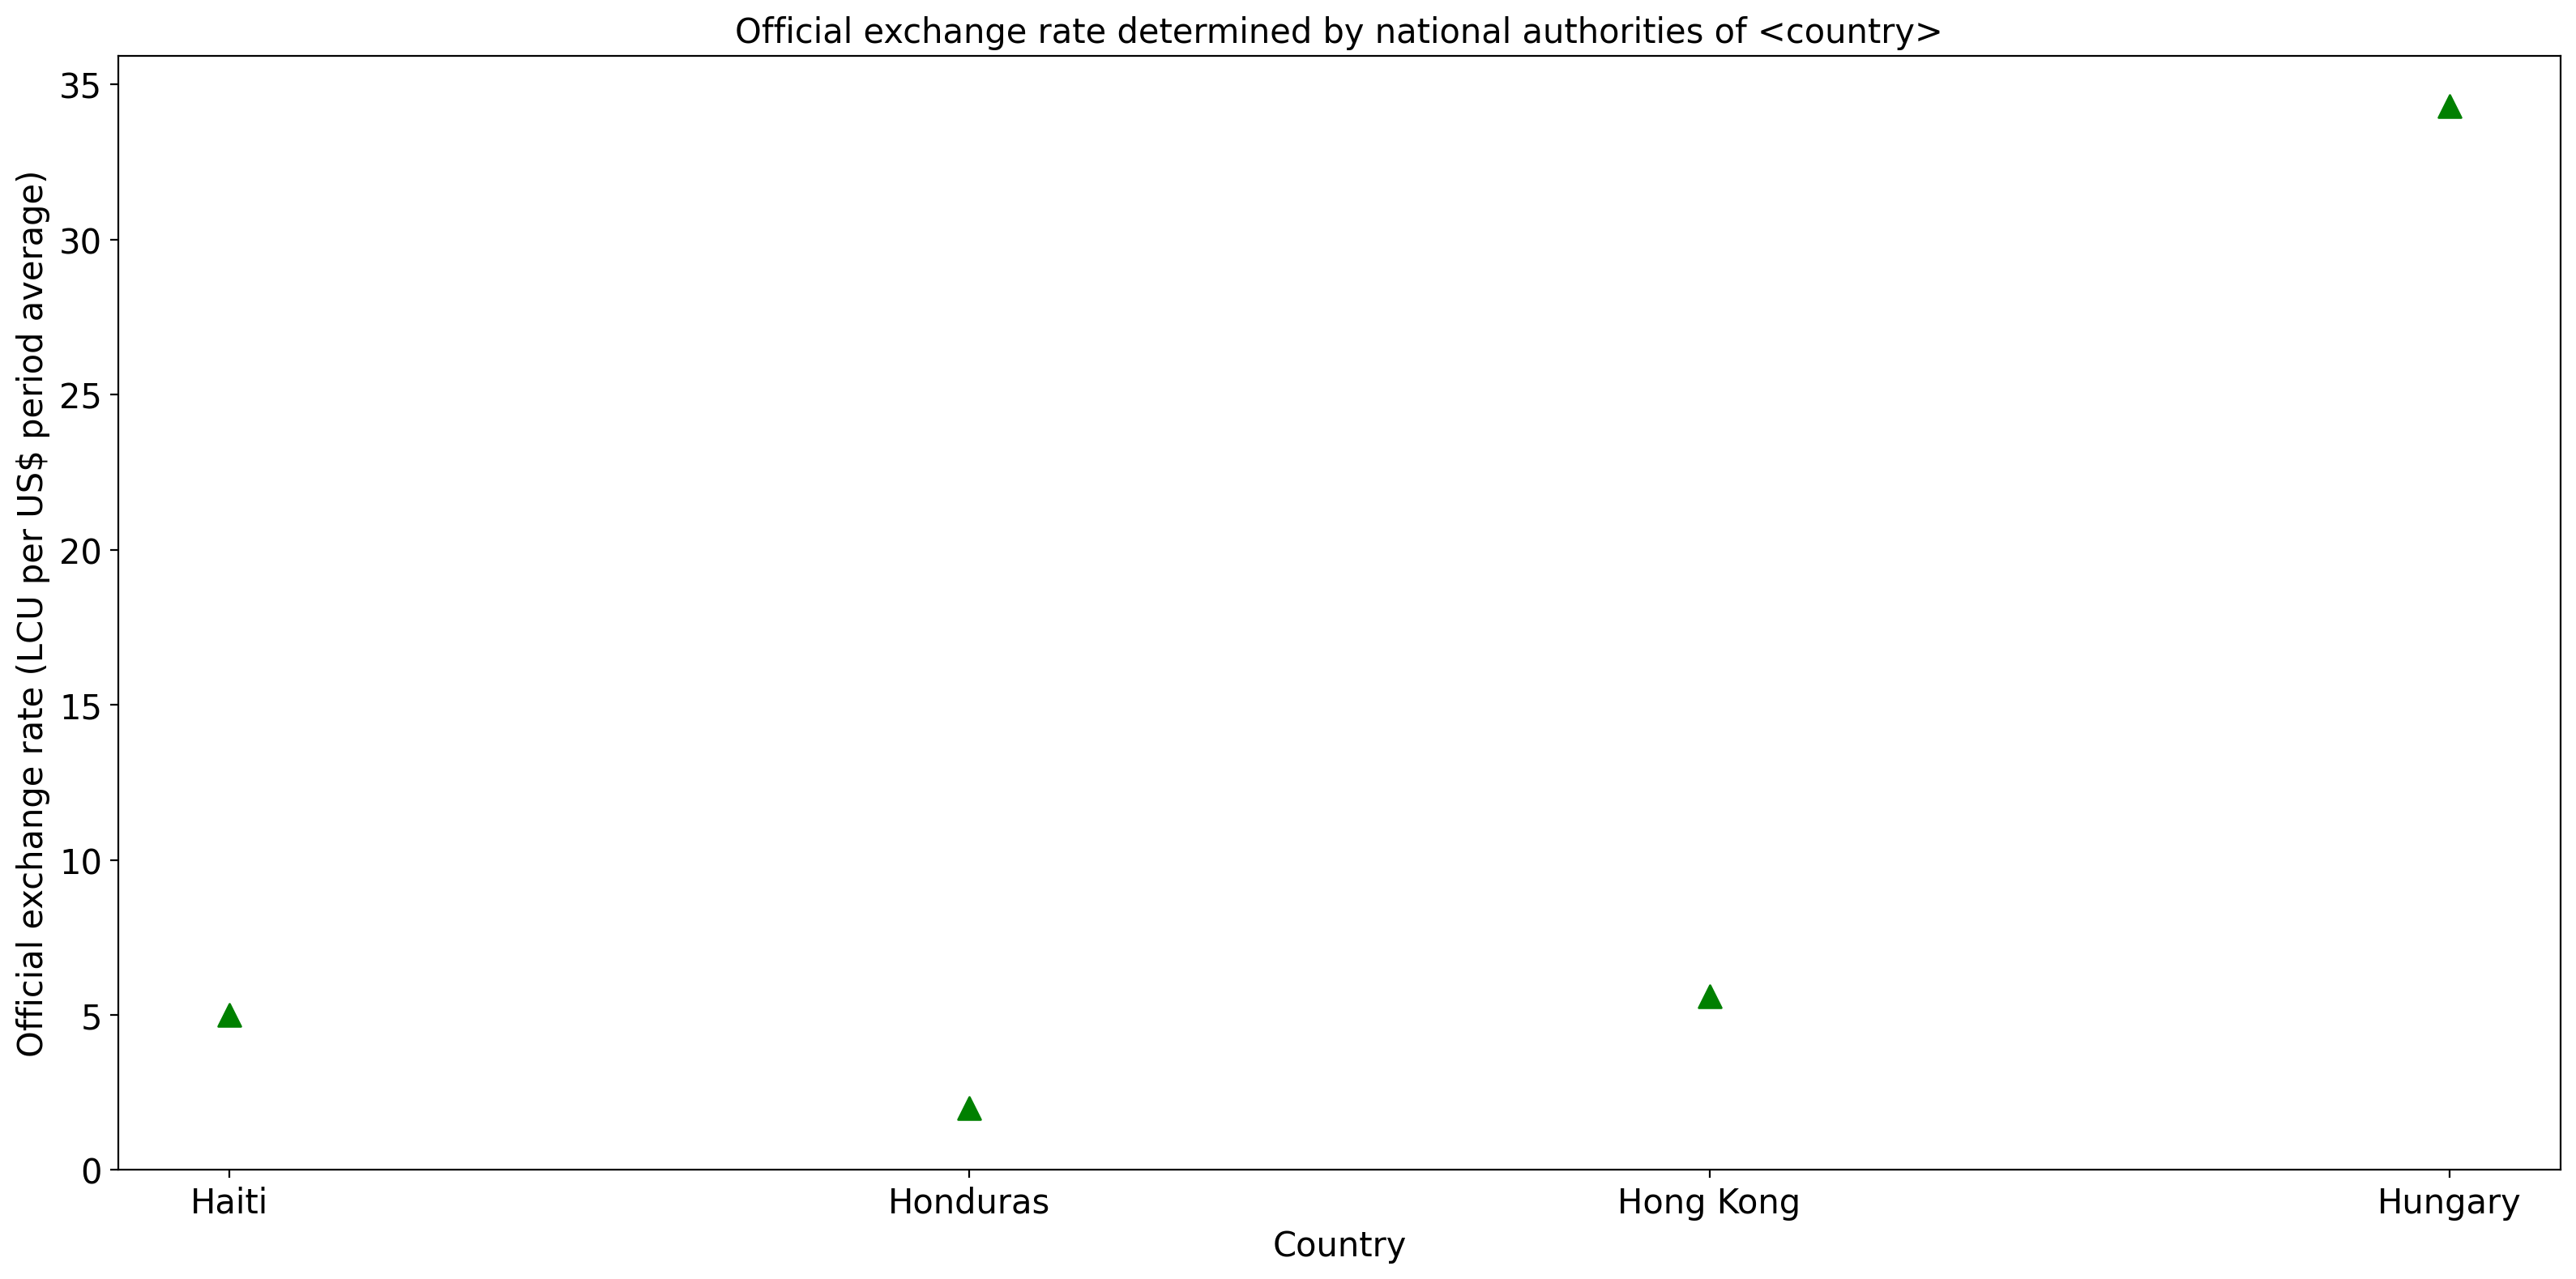 Official exchange rate determined by national authorities of <country>
Official exchange rate (LCU per US$ period average)
35
30
25
20
15
10
5
0
Haiti
Honduras
Hong Kong
Hungary
Country